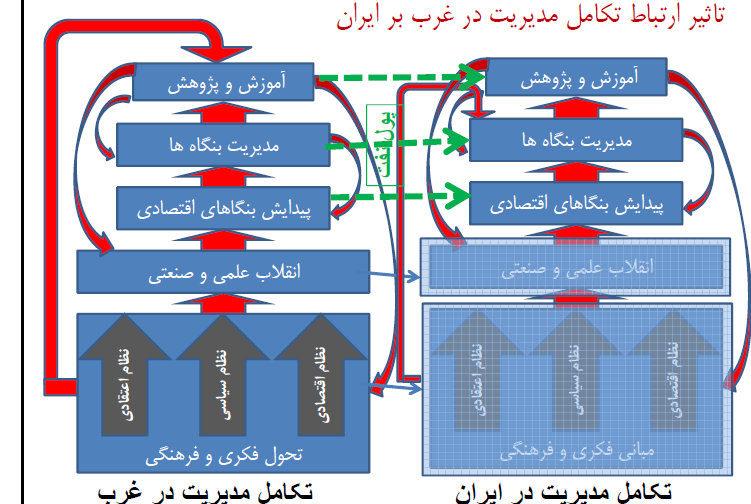 تاثیر ارتباط تکامل مدیریت در غرب بر ایران
آموزش و پژوهش
مدیریت بنگاه ها
پیدایش بنگاهای اقتصادی
انقلاب علمی و صنعتی
نظام اقتصادی
نظام سیاسی
نظام اعتقادی
مبانی فکری و فرهنگی
تکامل مدیریت در ایران
پول نفت
آموزش و پژوهش
مدیریت بنگاه ها
پیدایش بنگاهای اقتصادی
انقلاب علمی و صنعتی
نظام اقتصادی
نظام سیاسی
نظام اعتقادی
تحول فکری و فرهنگی
تکامل مدیریت در غرب